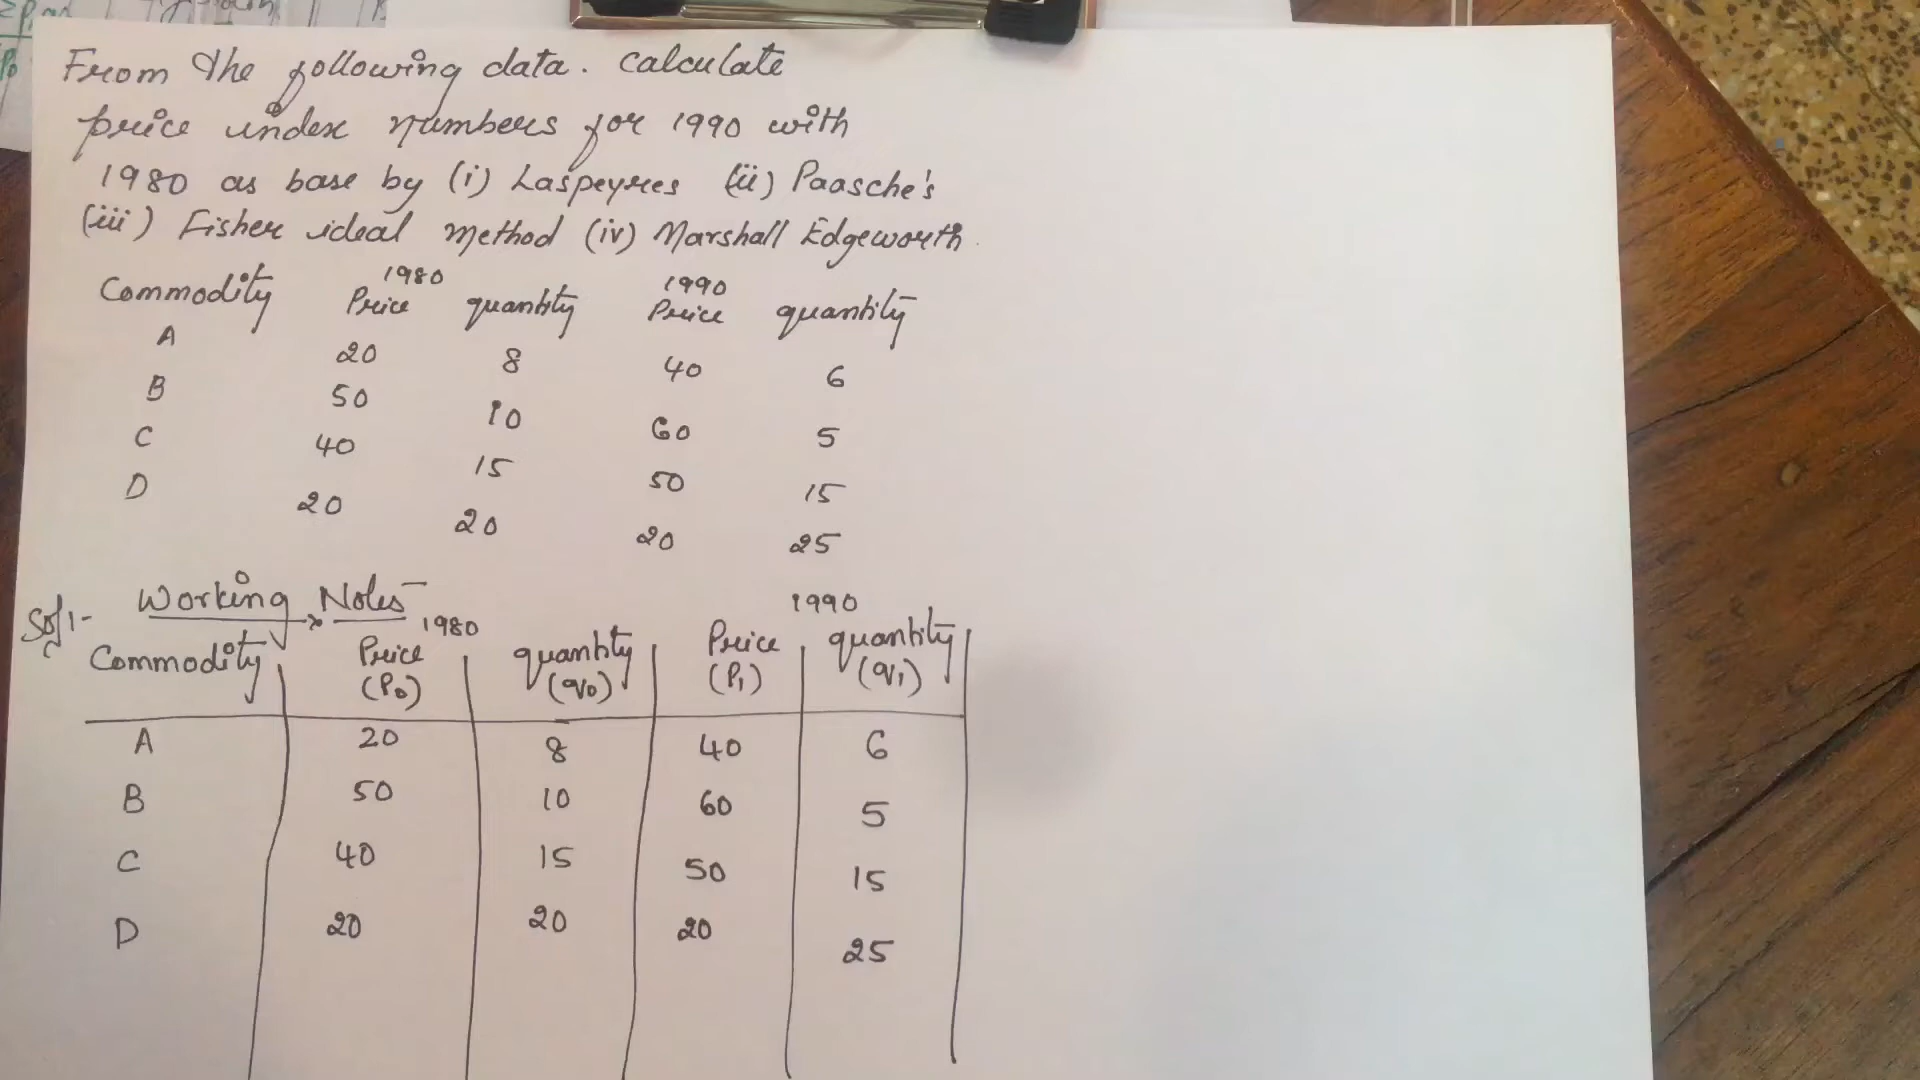 From the following data. Calculate
price index numbers for 1990 with
1980 as base by (i) Laspeyres (ii) Paasche's
(iii) Fisher ideal method (iv) Marshall Edgeworth.
1980 1990
Commodity Price quantity Price quantity
A 20 8 40 6
B 50 10 60 5
C 40 15 50 15
D 20 20 20 25
Sol:- Working Notes
1980 1990
Commodity Price (P0) quantity (q0) Price (P1) quantity (q1)
A 20 8 40 6
B 50 10 60 5
C 40 15 50 15
D 20 20 20 25